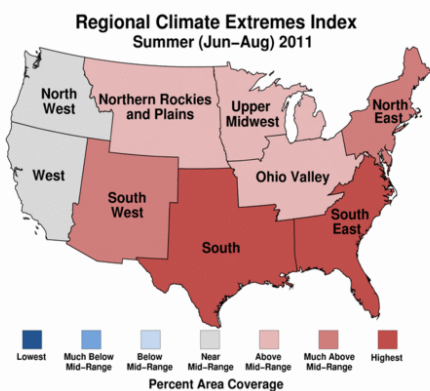 Regional Climate Extremes Index
Summer (Jun–Aug) 2011
North
West
Northern Rockies
and Plains
Upper
Midwest
North
East
West
South
West
Ohio Valley
South
East
South
Lowest
Much Below
Mid–Range
Below
Mid–Range
Near
Mid–Range
Above
Mid–Range
Much Above
Mid–Range
Highest
Percent Area Coverage